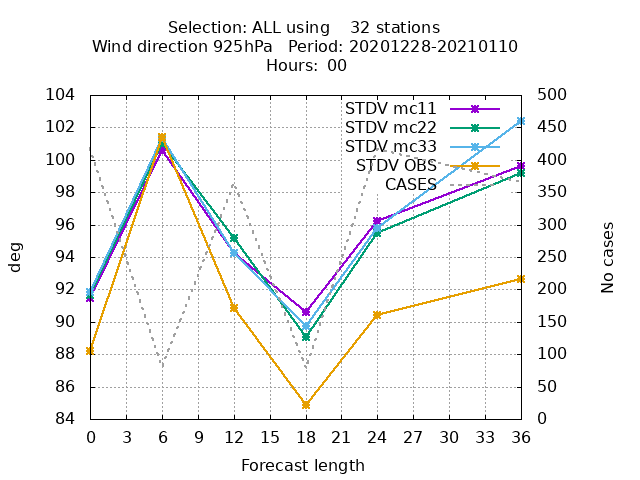 Selection: ALL using    32 stations
Wind direction 925hPa   Period: 20201228-20210110
Hours: 00
STDV mc11
STDV mc22
STDV mc33
STDV OBS
CASES
104
102
100
98
96
94
92
90
88
86
84
500
450
400
350
300
250
200
150
100
50
0
deg
No cases
0 3 6 9 12 15 18 21 24 27 30 33 36
Forecast length